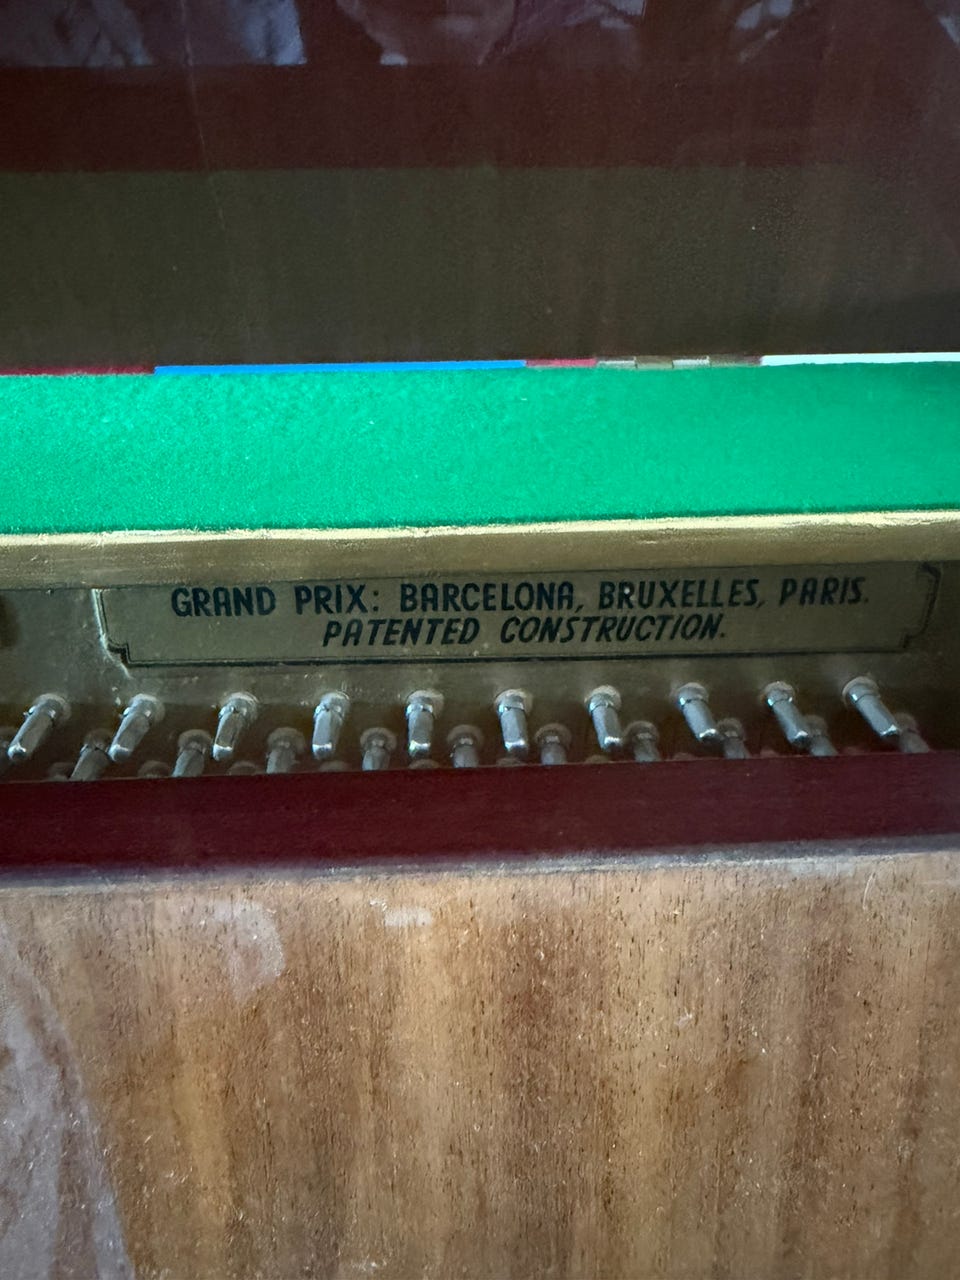 GRAND PRIX: BARCELONA, BRUXELLES, PARIS.
PATENTED CONSTRUCTION.